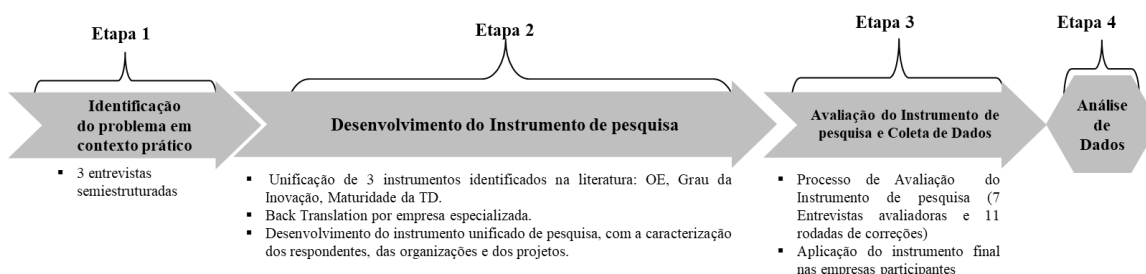 Etapa 1
Etapa 2
Etapa 3
Etapa 4
Identificação
do problema em
contexto prático
Desenvolvimento do Instrumento de pesquisa
Avaliação do Instrumento de
pesquisa e Coleta de Dados
Análise
de
Dados
▪ 3 entrevistas
semiestruturadas
▪ Unificação de 3 instrumentos identificados na literatura: OE, Grau da
Inovação, Maturidade da TD.
▪ Back Translation por empresa especializada.
▪ Desenvolvimento do instrumento unificado de pesquisa, com a caracterização
dos respondentes, das organizações e dos projetos.
▪ Processo de Avaliação do
Instrumento de pesquisa (7
Entrevistas avaliadoras e 11
rodadas de correções)
▪ Aplicação do instrumento final
nas empresas participantes